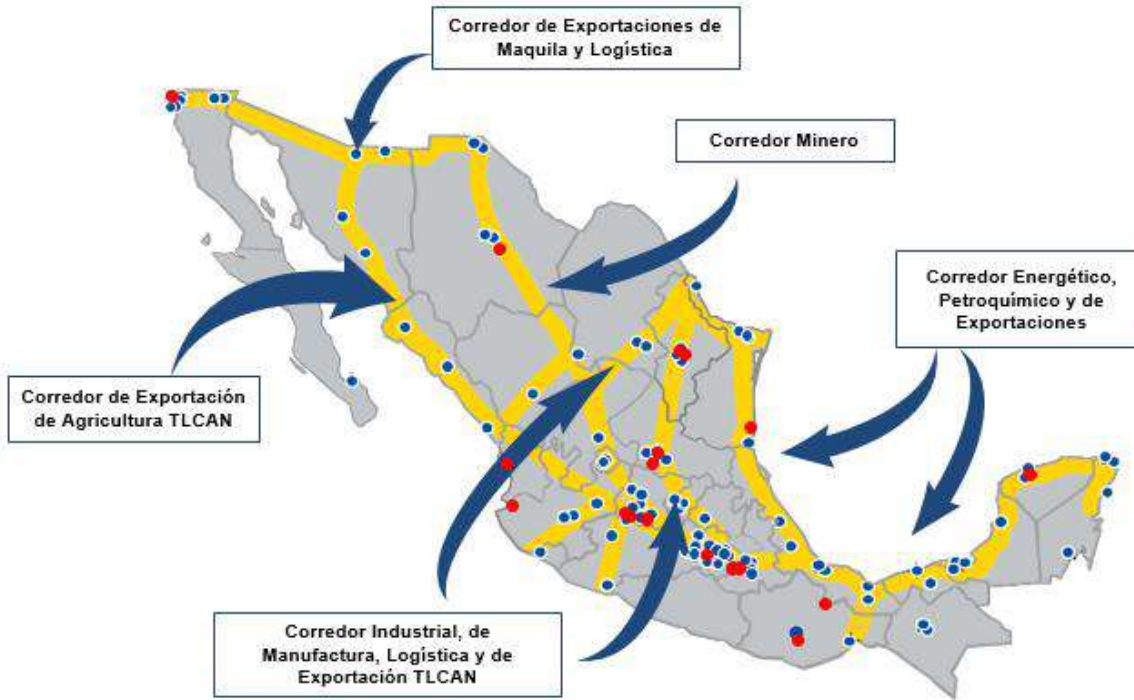 Corredor de Exportaciones de
Maquila y Logística
Corredor Minero
Corredor Energético,
Petroquímico y de
Exportaciones
Corredor de Exportación
de Agricultura TLCAN
Corredor Industrial, de
Manufactura, Logística y de
Exportación TLCAN